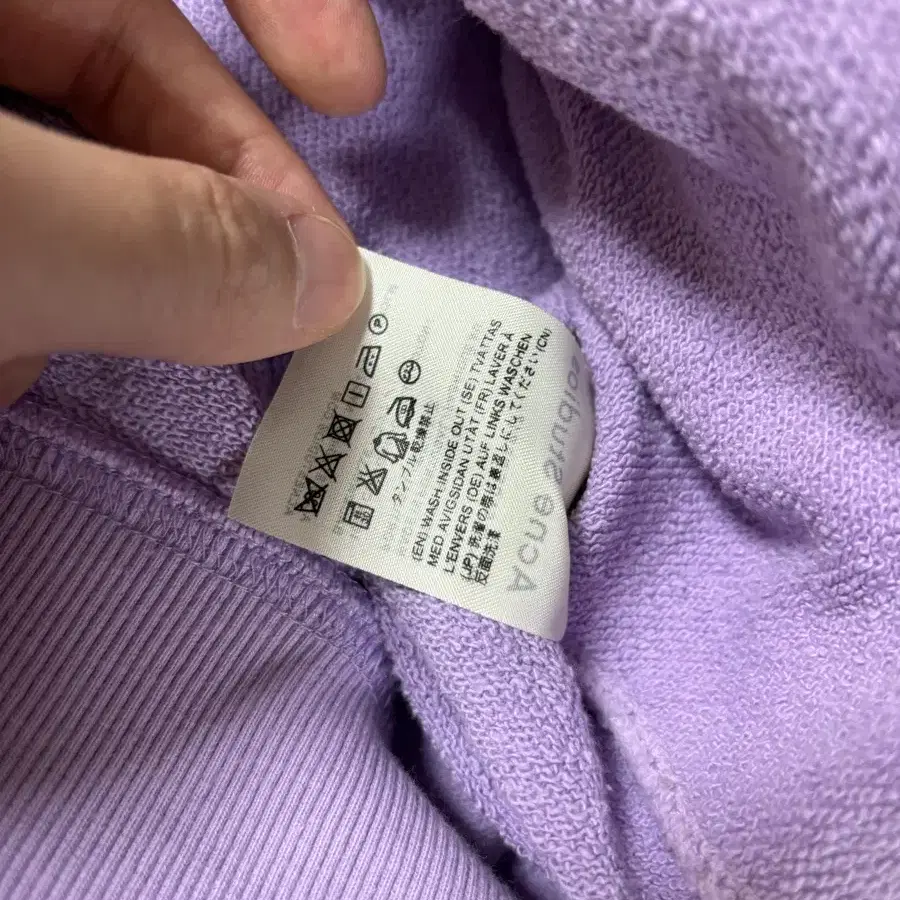 タンブル乾燥禁止
(EN) WASH INSIDE OUT (SE) TVÄTTAS
MED AVIGSIDAN UTÅT (FR) LAVER À
L'ENVERS (DE) AUF LINKS WASCHEN
(JP) 洗濯の際は裏返しにしてください (CN)
反面洗涤
Acne Studios